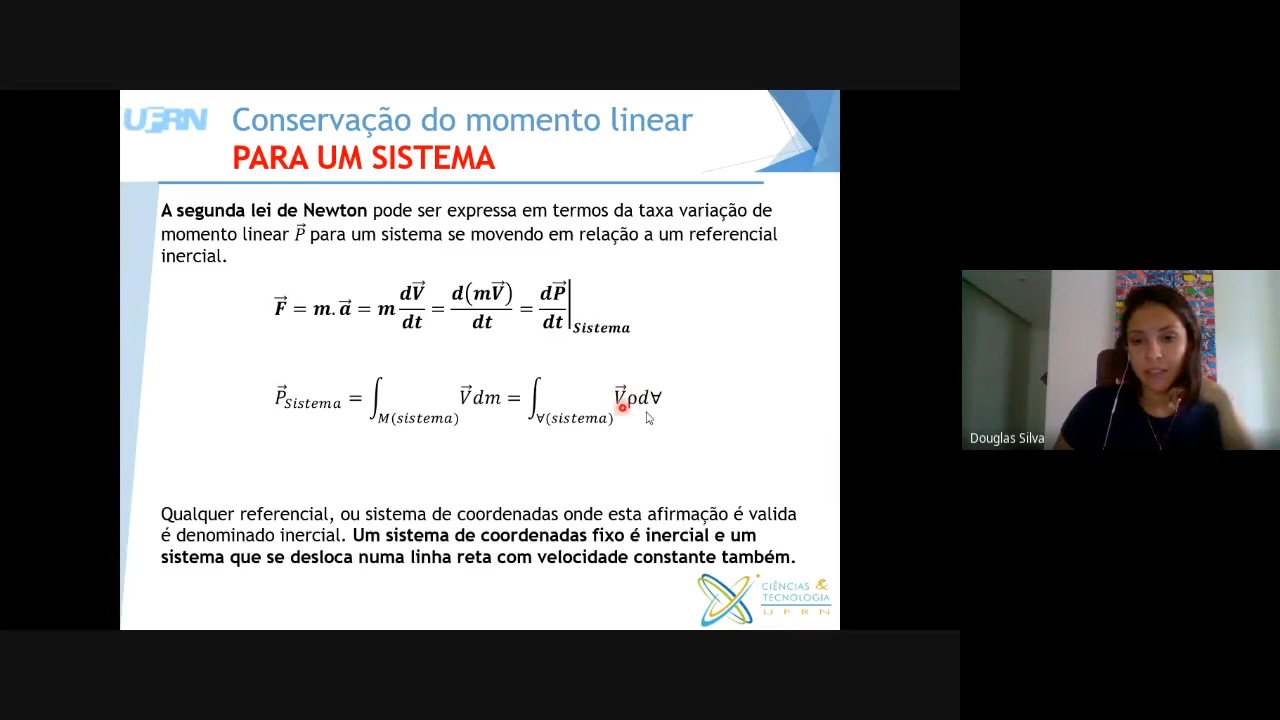 UFRN
Conservação do momento linear
PARA UM SISTEMA
A segunda lei de Newton pode ser expressa em termos da taxa variação de
momento linear P⃗ para um sistema se movendo em relação a um referencial
inercial.
F⃗ = m.a⃗ = m dV⃗/dt = d(mV⃗)/dt = dP⃗/dt|Sistema
P⃗Sistema = ∫M(sistema) V⃗dm = ∫∀(sistema) V⃗ρd∀
Qualquer referencial, ou sistema de coordenadas onde esta afirmação é valida
é denominado inercial. Um sistema de coordenadas fixo é inercial e um
sistema que se desloca numa linha reta com velocidade constante também.
CIÊNCIAS &
TECNOLOGIA
UFRN
Douglas Silva